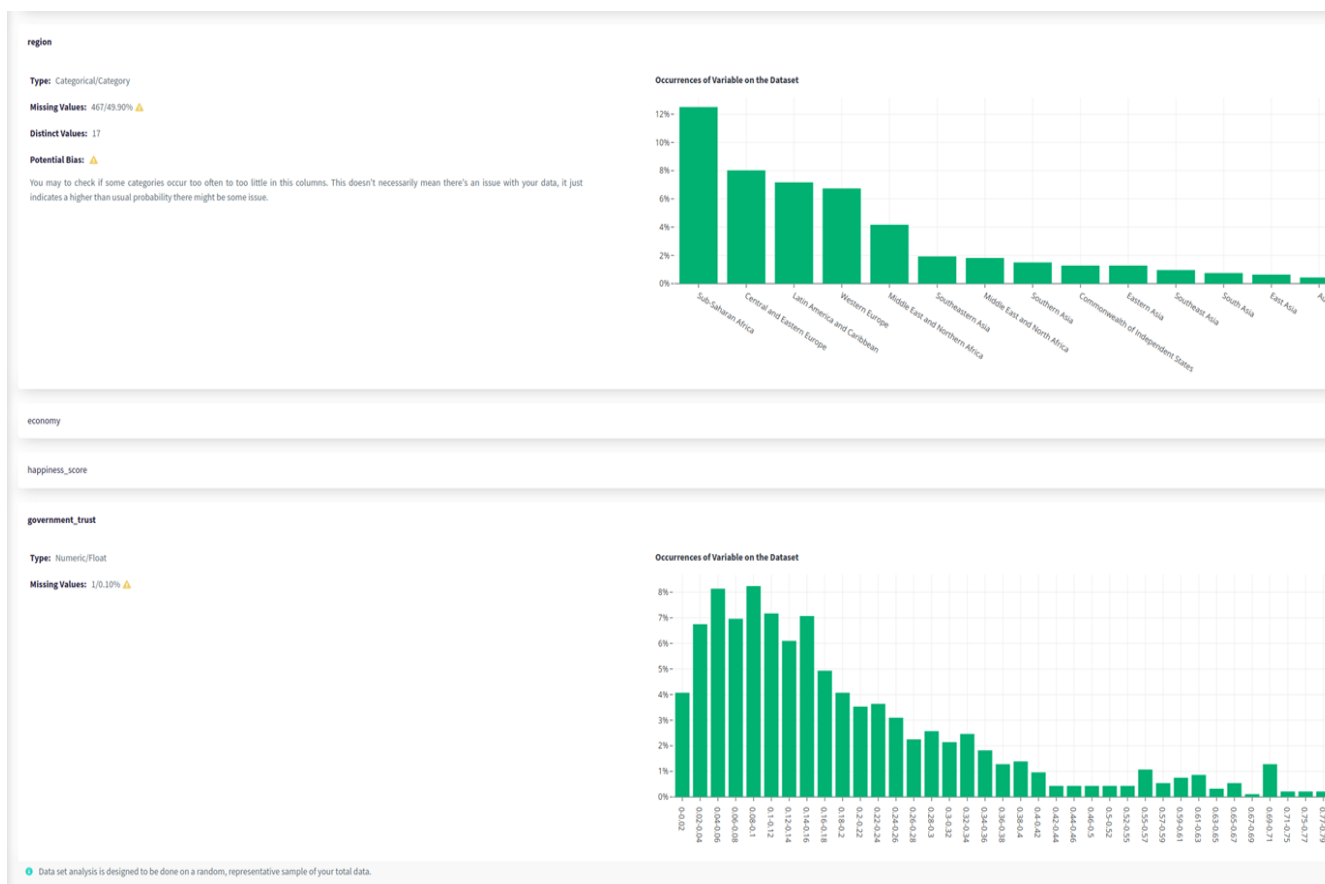 region
Type: Categorical/Category
Missing Values: 467/49.90%
Distinct Values: 17
Potential Bias:
You may to check if some categories occur too often to too little in this columns. This doesn't necessarily mean there's an issue with your data, it just
indicates a higher than usual probability there might be some issue.
Occurrences of Variable on the Dataset
12%
10%
8%
6%
4%
2%
0%
Sub-Saharan Africa
Central and Eastern Europe
Latin America and Caribbean
Western Europe
Middle East and Northern Africa
Southeastern Asia
Middle East and North Africa
Southern Asia
Commonwealth of Independent States
Eastern Asia
Southeast Asia
South Asia
East Asia
economy
happiness_score
government_trust
Type: Numeric/Float
Missing Values: 1/0.10%
Occurrences of Variable on the Dataset
8%
7%
6%
5%
4%
3%
2%
1%
0%
0-0.02
0.02-0.04
0.04-0.06
0.06-0.08
0.08-0.1
0.1-0.12
0.12-0.14
0.14-0.16
0.16-0.18
0.18-0.2
0.2-0.22
0.22-0.24
0.24-0.26
0.26-0.28
0.28-0.3
0.3-0.32
0.32-0.34
0.34-0.36
0.36-0.38
0.38-0.4
0.4-0.42
0.42-0.44
0.44-0.46
0.46-0.5
0.5-0.52
0.52-0.55
0.55-0.57
0.57-0.59
0.59-0.61
0.61-0.63
0.63-0.65
0.65-0.67
0.67-0.69
0.69-0.71
0.71-0.75
0.75-0.77
0.77-0.79
Data set analysis is designed to be done on a random, representative sample of your total data.